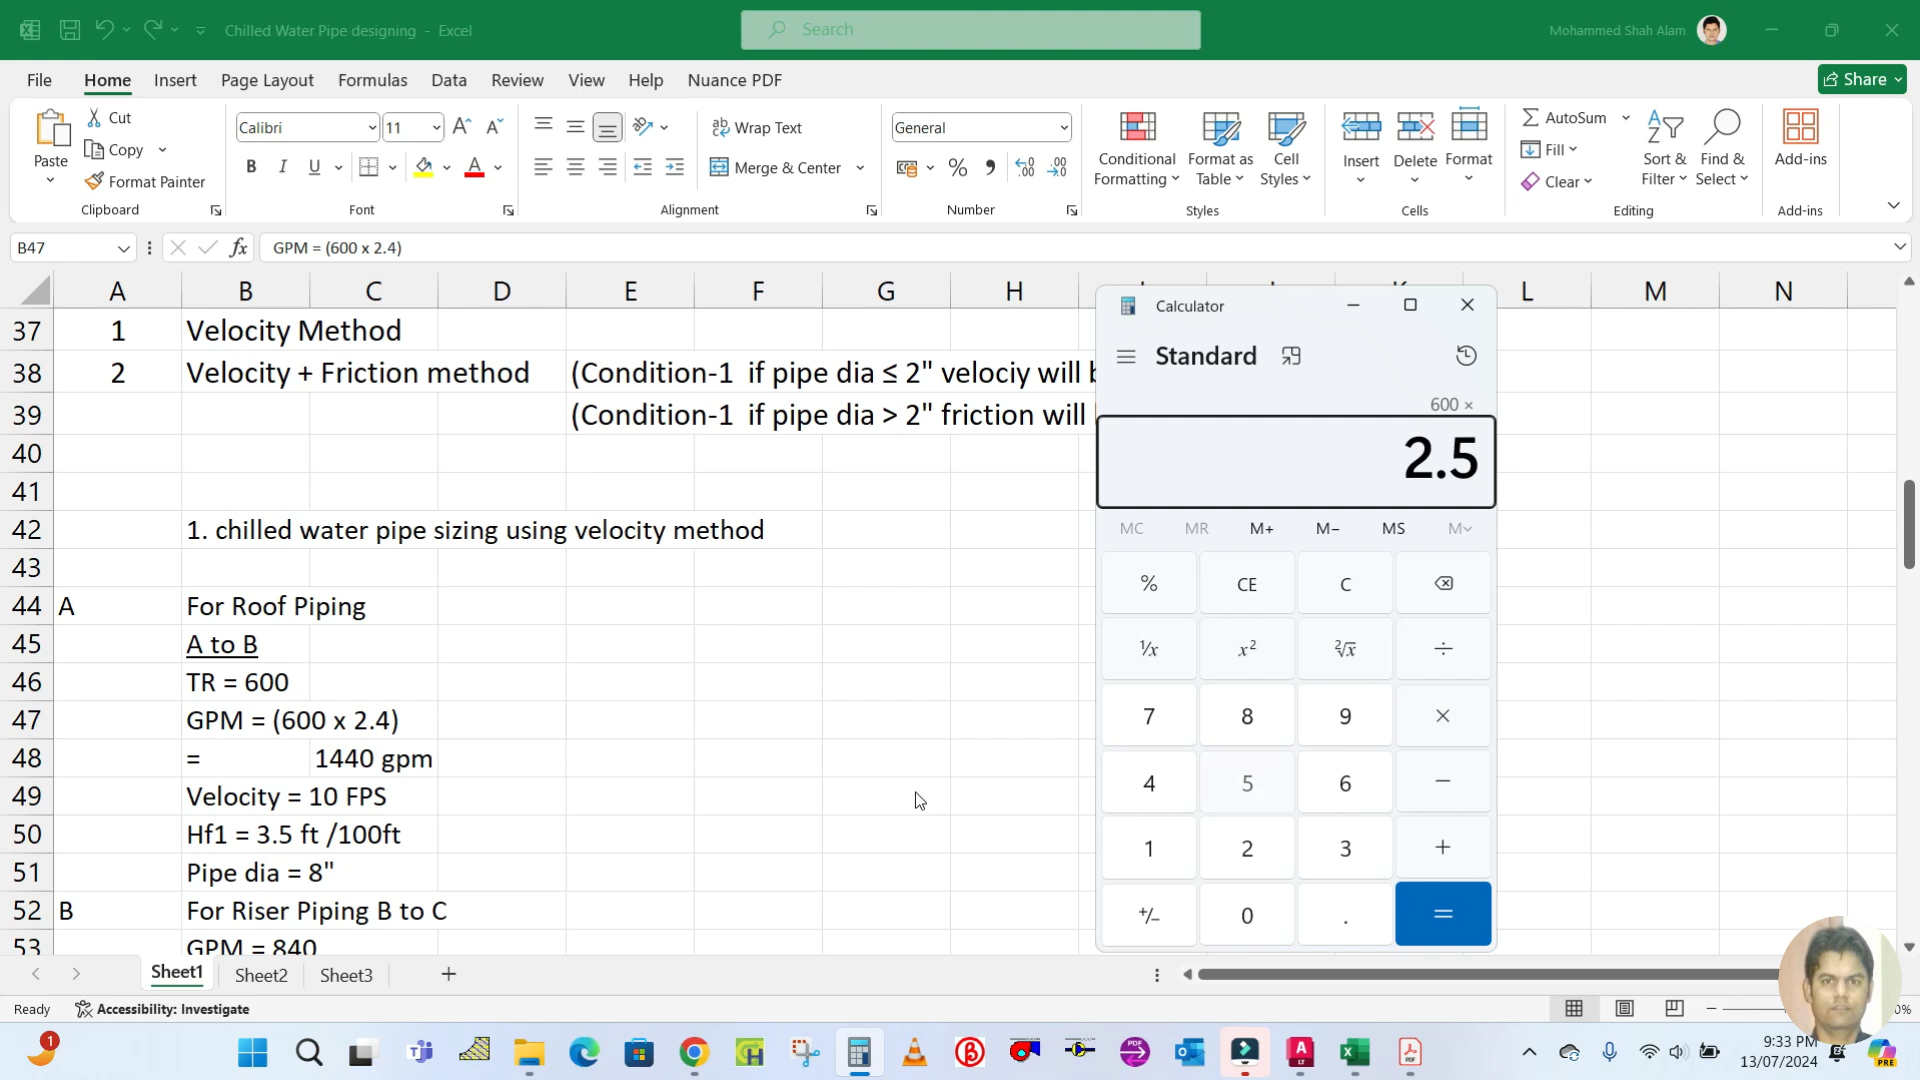 Chilled Water Pipe designing - Excel
Search
Mohammed Shah Alam
File Home Insert Page Layout Formulas Data Review View Help Nuance PDF
Share
Paste
Cut
Copy
Format Painter
Clipboard
Calibri 11
B I U
Font
Wrap Text
Merge & Center
Alignment
General
Number
Conditional Formatting
Format as Table
Cell Styles
Styles
Insert Delete Format
Cells
AutoSum
Fill
Clear
Sort & Filter
Find & Select
Editing
Add-ins
Add-ins
B47
fx
GPM = (600 x 2.4)
A B C D E F G H L M N
37 1 Velocity Method
38 2 Velocity + Friction method (Condition-1 if pipe dia ≤ 2" velociy will
39 (Condition-1 if pipe dia > 2" friction will
40
41
42 1. chilled water pipe sizing using velocity method
43
44 A For Roof Piping
45 A to B
46 TR = 600
47 GPM = (600 x 2.4)
48 = 1440 gpm
49 Velocity = 10 FPS
50 Hf1 = 3.5 ft /100ft
51 Pipe dia = 8"
52 B For Riser Piping B to C
53 GPM = 840
Calculator
Standard
600 ×
2.5
MC MR M+ M− MS M
% CE C
¹/x x² ²√x ÷
7 8 9 ×
4 5 6 −
1 2 3 +
+/− 0 . =
Sheet1 Sheet2 Sheet3 +
Ready Accessibility: Investigate
1
PDF
9:33 PM
13/07/2024
PRE